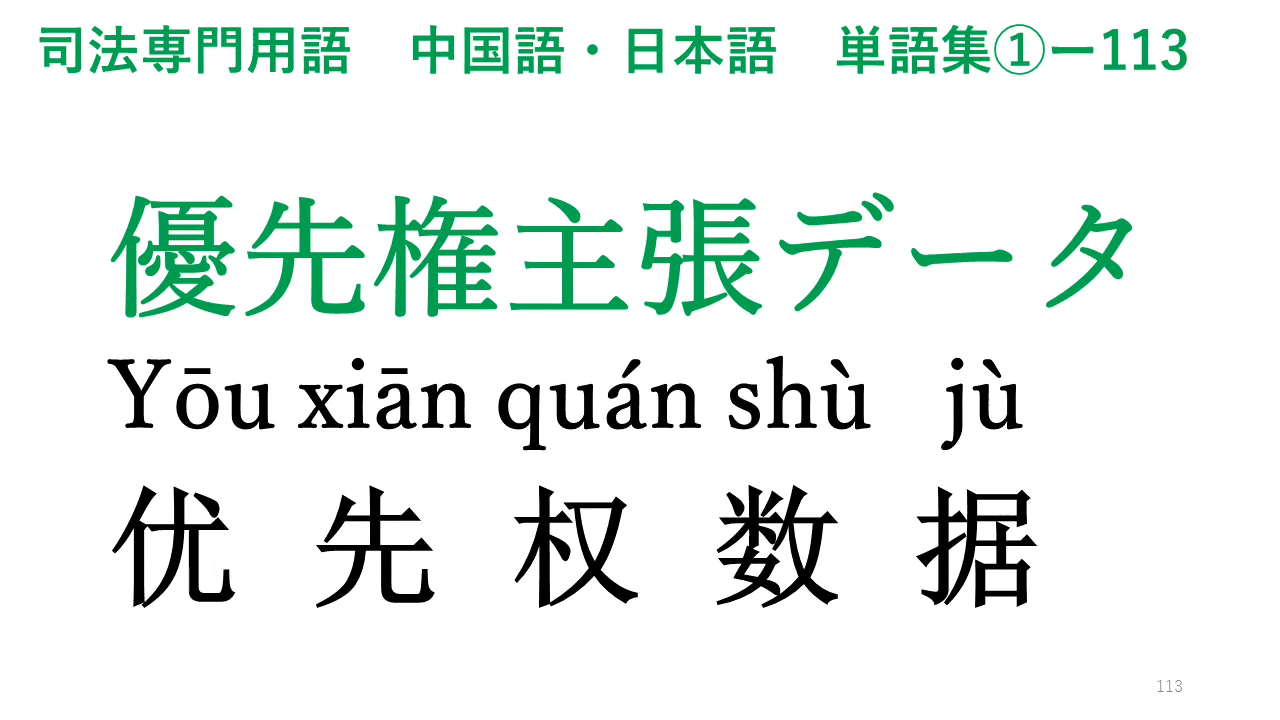 司法専門用語　中国語・日本語　単語集①ー113
優先権主張データ
Yōu xiān quán shù jù
优 先 权 数 据
113